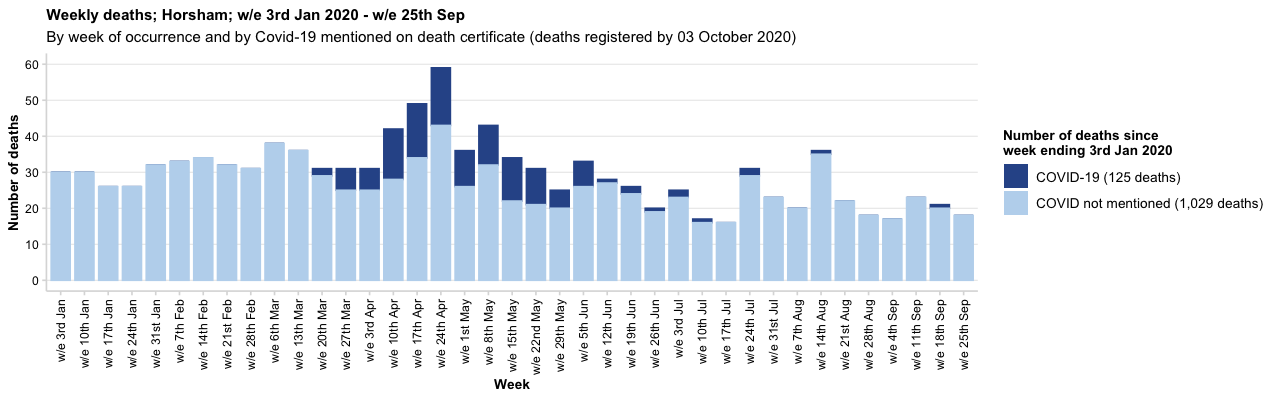 Weekly deaths; Horsham; w/e 3rd Jan 2020 - w/e 25th Sep
By week of occurrence and by Covid-19 mentioned on death certificate (deaths registered by 03 October 2020)
Number of deaths
60
50
40
30
20
10
0
w/e 3rd Jan
w/e 10th Jan
w/e 17th Jan
w/e 24th Jan
w/e 31st Jan
w/e 7th Feb
w/e 14th Feb
w/e 21st Feb
w/e 28th Feb
w/e 6th Mar
w/e 13th Mar
w/e 20th Mar
w/e 27th Mar
w/e 3rd Apr
w/e 10th Apr
w/e 17th Apr
w/e 24th Apr
w/e 1st May
w/e 8th May
w/e 15th May
w/e 22nd May
w/e 29th May
w/e 5th Jun
w/e 12th Jun
w/e 19th Jun
w/e 26th Jun
w/e 3rd Jul
w/e 10th Jul
w/e 17th Jul
w/e 24th Jul
w/e 31st Jul
w/e 7th Aug
w/e 14th Aug
w/e 21st Aug
w/e 28th Aug
w/e 4th Sep
w/e 11th Sep
w/e 18th Sep
w/e 25th Sep
Week
Number of deaths since
week ending 3rd Jan 2020
COVID-19 (125 deaths)
COVID not mentioned (1,029 deaths)